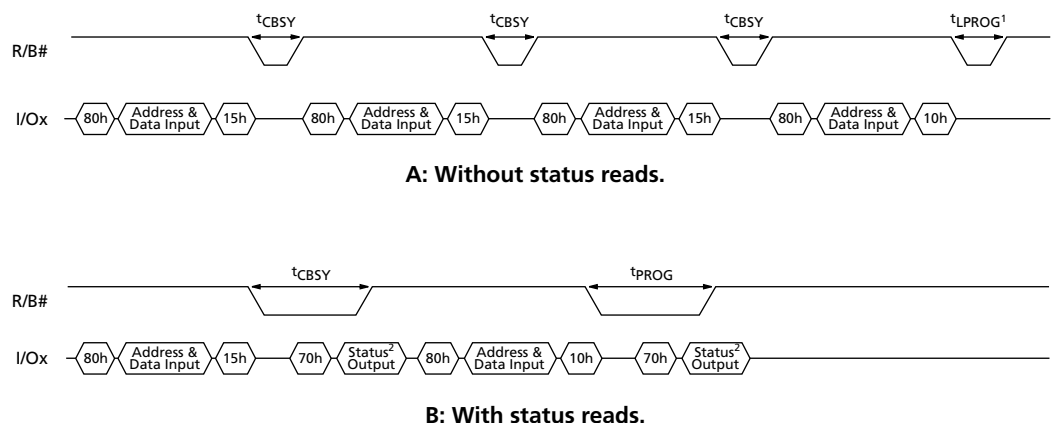 tCBSY tCBSY tCBSY tLPROG1
R/B#
I/Ox 80h Address & Data Input 15h 80h Address & Data Input 15h 80h Address & Data Input 15h 80h Address & Data Input 10h
A: Without status reads.
tCBSY tPROG
R/B#
I/Ox 80h Address & Data Input 15h 70h Status2 Output 80h Address & Data Input 10h 70h Status2 Output
B: With status reads.